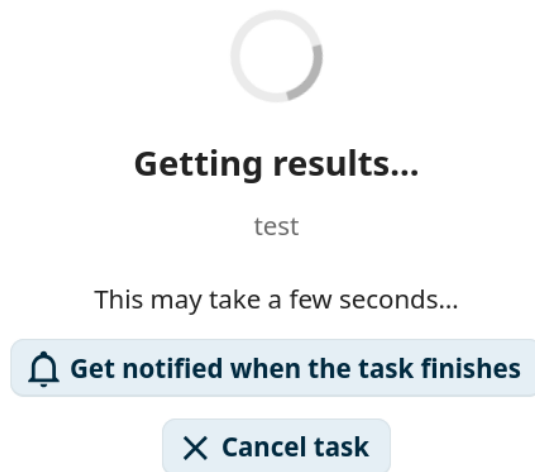 Getting results...
test
This may take a few seconds...
Get notified when the task finishes
Cancel task